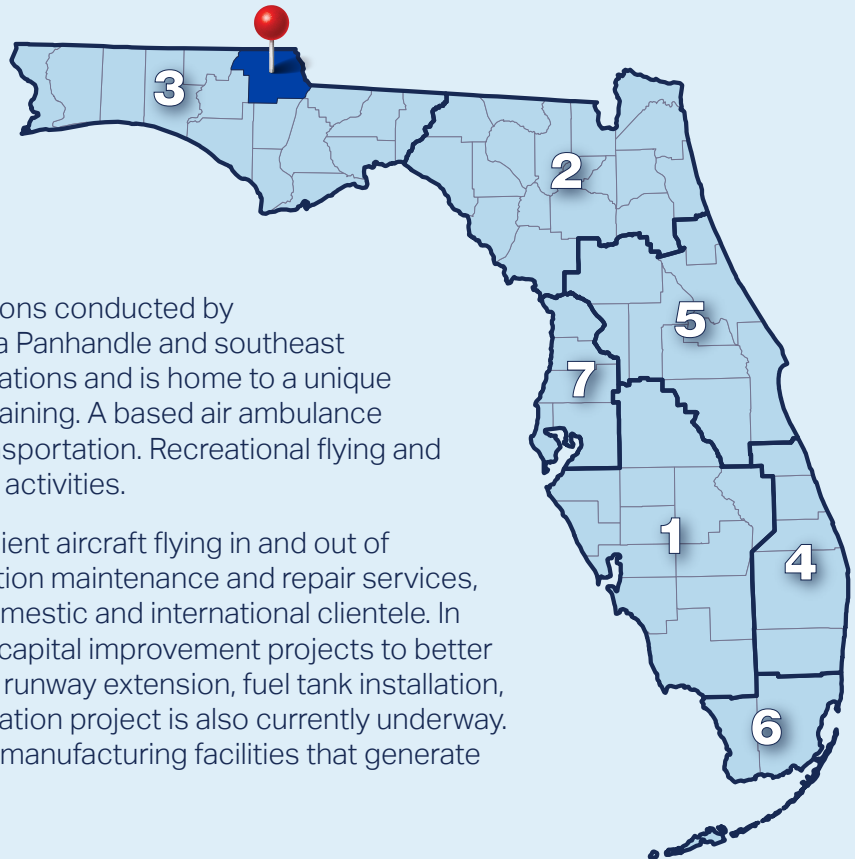 3
2
5
7
1
4
6
ons conducted by
a Panhandle and southeast
ations and is home to a unique
aining. A based air ambulance
sportation. Recreational flying and
activities.
ient aircraft flying in and out of
tion maintenance and repair services,
mestic and international clientele. In
capital improvement projects to better
runway extension, fuel tank installation,
ation project is also currently underway.
manufacturing facilities that generate